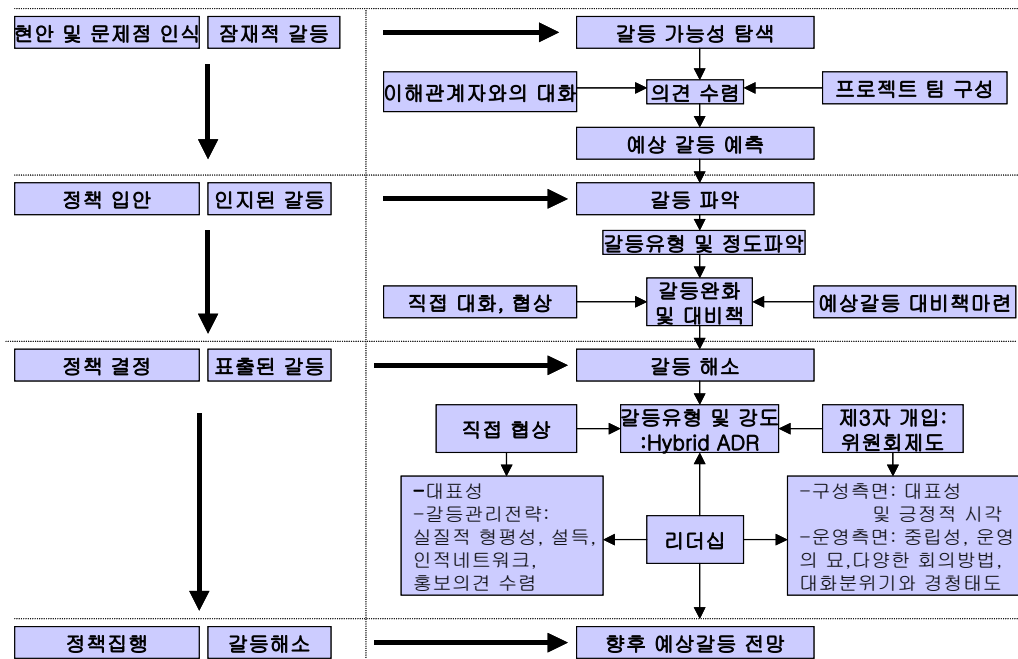 현안 및 문제점 인식
잠재적 갈등
갈등 가능성 탐색
이해관계자와의 대화
의견 수렴
프로젝트 팀 구성
예상 갈등 예측
정책 입안
인지된 갈등
갈등 파악
갈등유형 및 정도파악
직접 대화, 협상
갈등완화
및 대비책
예상갈등 대비책마련
정책 결정
표출된 갈등
갈등 해소
직접 협상
갈등유형 및 강도
:Hybrid ADR
제3자 개입:
위원회제도
-대표성
-갈등관리전략:
실질적 형평성, 설득,
인적네트워크,
홍보의견 수렴
리더십
-구성측면: 대표성
및 긍정적 시각
-운영측면: 중립성, 운영
의 묘,다양한 회의방법,
대화분위기와 경청태도
정책집행
갈등해소
향후 예상갈등 전망